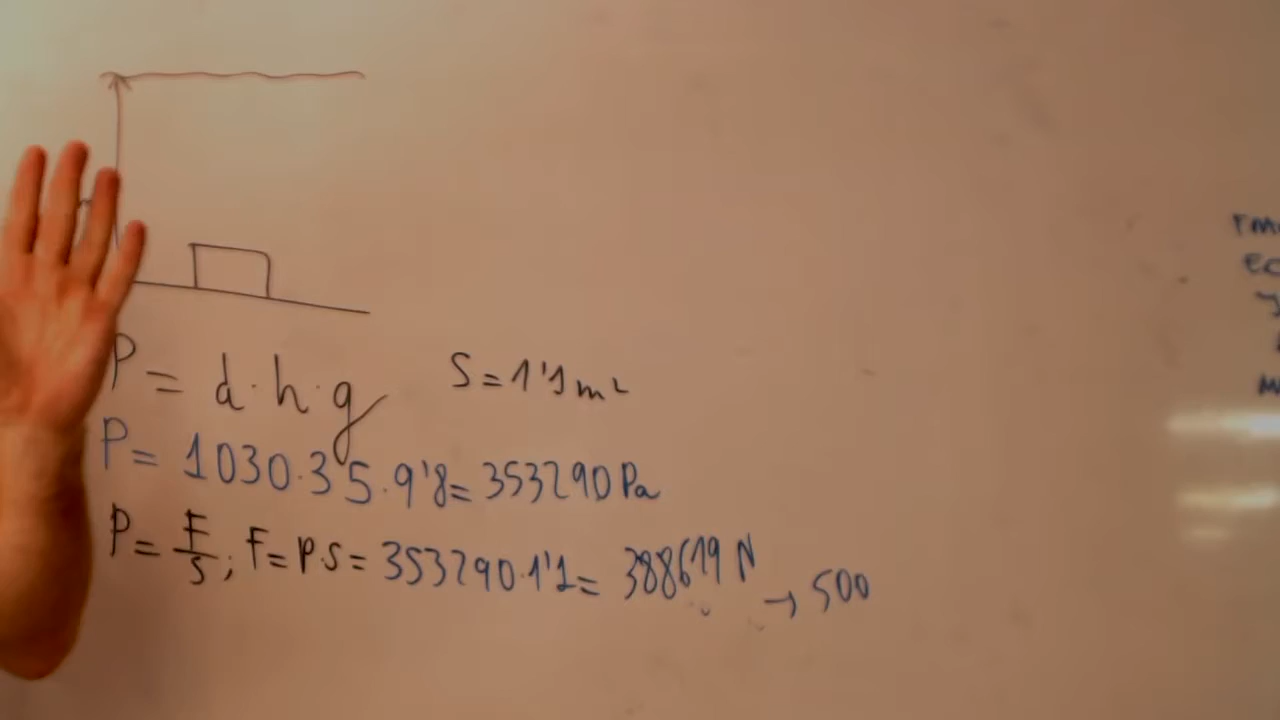 P = d·h·g S = 1'1 m²
P = 1030·35·9'8 = 353290 Pa
P = F/S ; F = P·S = 353290·1'1 = 388619 N → 500